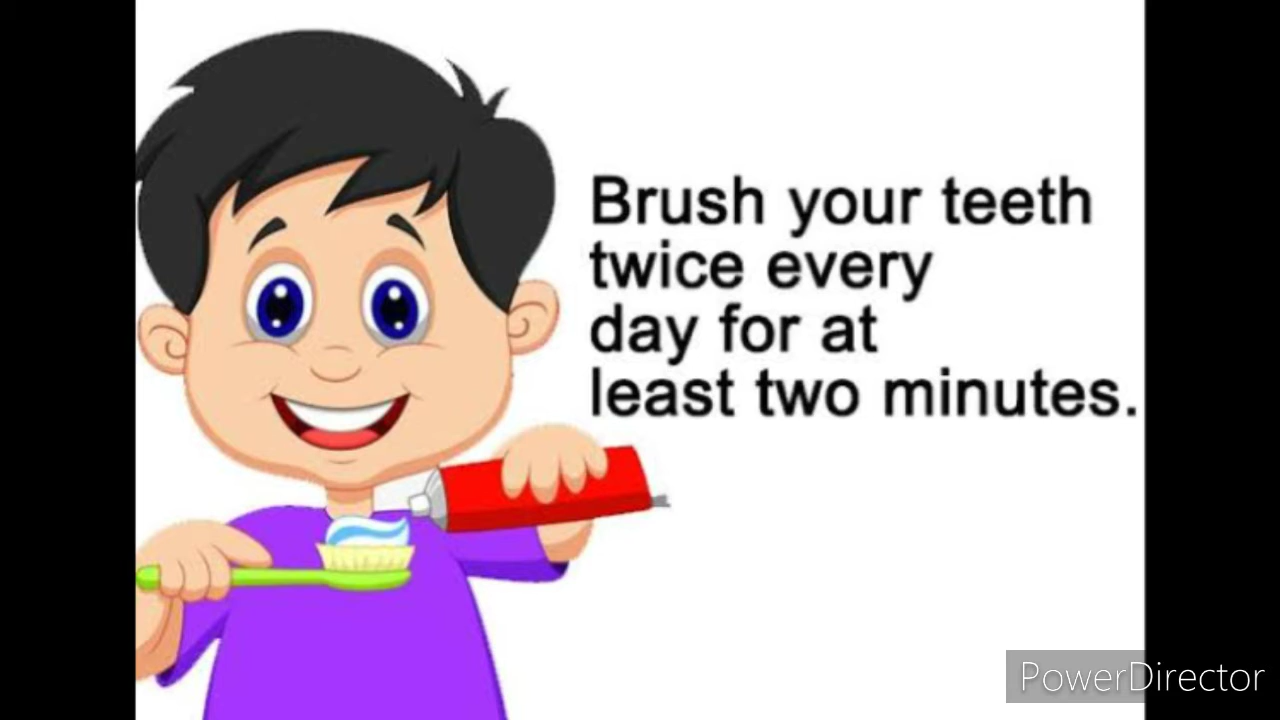 Brush your teeth
twice every
day for at
least two minutes.
PowerDirector